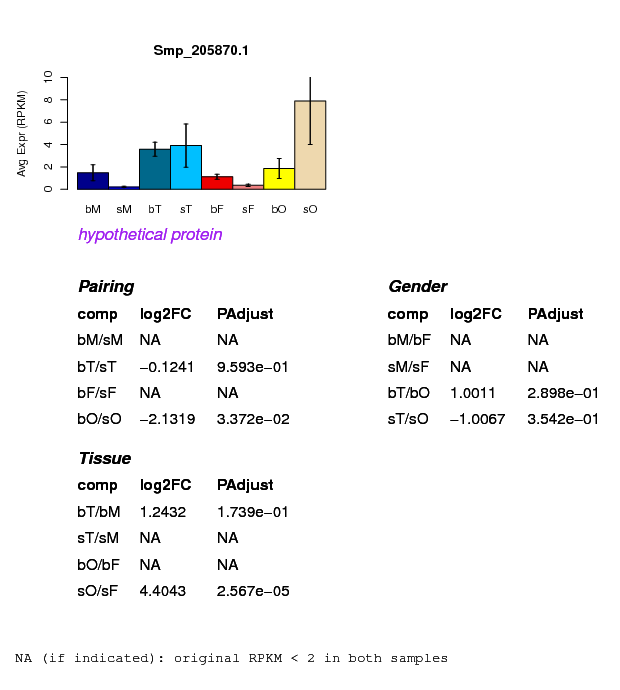 Smp_205870.1
Avg Expr (RPKM)
0 2 4 6 8 10
bM sM bT sT bF sF bO sO
hypothetical protein
Pairing
comp log2FC PAdjust
bM/sM NA NA
bT/sT −0.1241 9.593e−01
bF/sF NA NA
bO/sO −2.1319 3.372e−02
Gender
comp log2FC PAdjust
bM/bF NA NA
sM/sF NA NA
bT/bO 1.0011 2.898e−01
sT/sO −1.0067 3.542e−01
Tissue
comp log2FC PAdjust
bT/bM 1.2432 1.739e−01
sT/sM NA NA
bO/bF NA NA
sO/sF 4.4043 2.567e−05
NA (if indicated): original RPKM < 2 in both samples